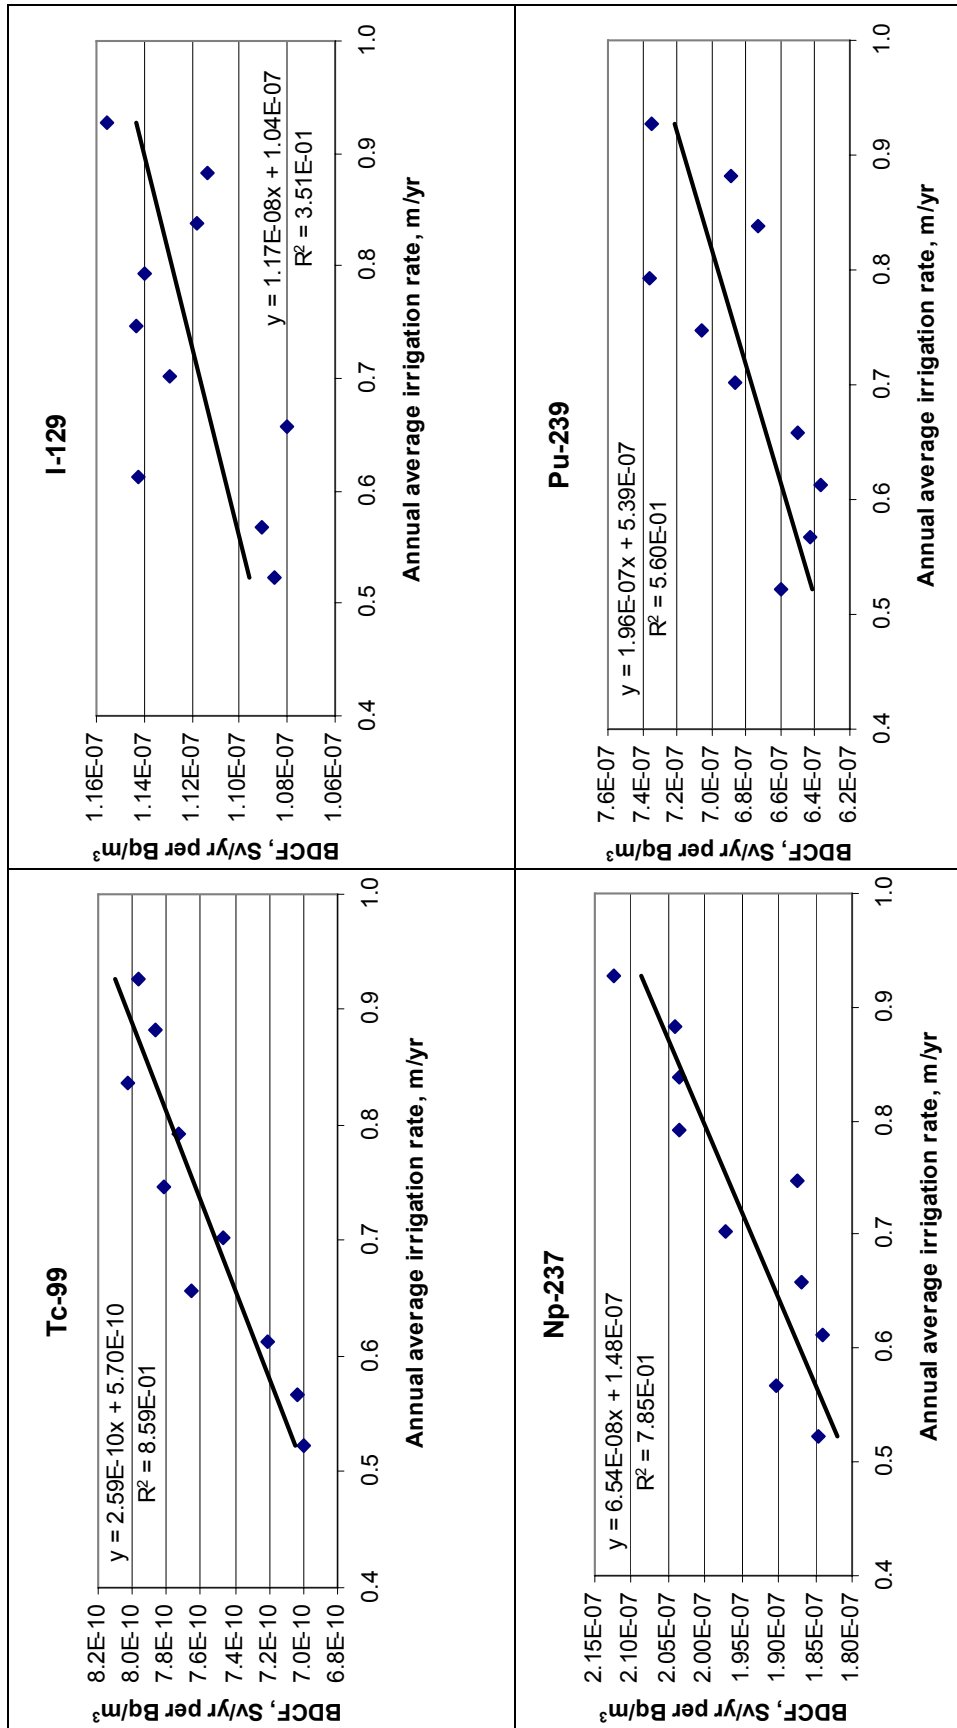 Tc-99
BDCF, Sv/yr per Bq/m³
8.2E-10
8.0E-10
7.8E-10
7.6E-10
7.4E-10
7.2E-10
7.0E-10
6.8E-10
y = 2.59E-10x + 5.70E-10
R² = 8.59E-01
0.4 0.5 0.6 0.7 0.8 0.9 1.0
Annual average irrigation rate, m/yr
I-129
BDCF, Sv/yr per Bq/m³
1.16E-07
1.14E-07
1.12E-07
1.10E-07
1.08E-07
1.06E-07
y = 1.17E-08x + 1.04E-07
R² = 3.51E-01
0.4 0.5 0.6 0.7 0.8 0.9 1.0
Annual average irrigation rate, m/yr
Np-237
BDCF, Sv/yr per Bq/m³
2.15E-07
2.10E-07
2.05E-07
2.00E-07
1.95E-07
1.90E-07
1.85E-07
1.80E-07
y = 6.54E-08x + 1.48E-07
R² = 7.85E-01
0.4 0.5 0.6 0.7 0.8 0.9 1.0
Annual average irrigation rate, m/yr
Pu-239
BDCF, Sv/yr per Bq/m³
7.6E-07
7.4E-07
7.2E-07
7.0E-07
6.8E-07
6.6E-07
6.4E-07
6.2E-07
y = 1.96E-07x + 5.39E-07
R² = 5.60E-01
0.4 0.5 0.6 0.7 0.8 0.9 1.0
Annual average irrigation rate, m/yr